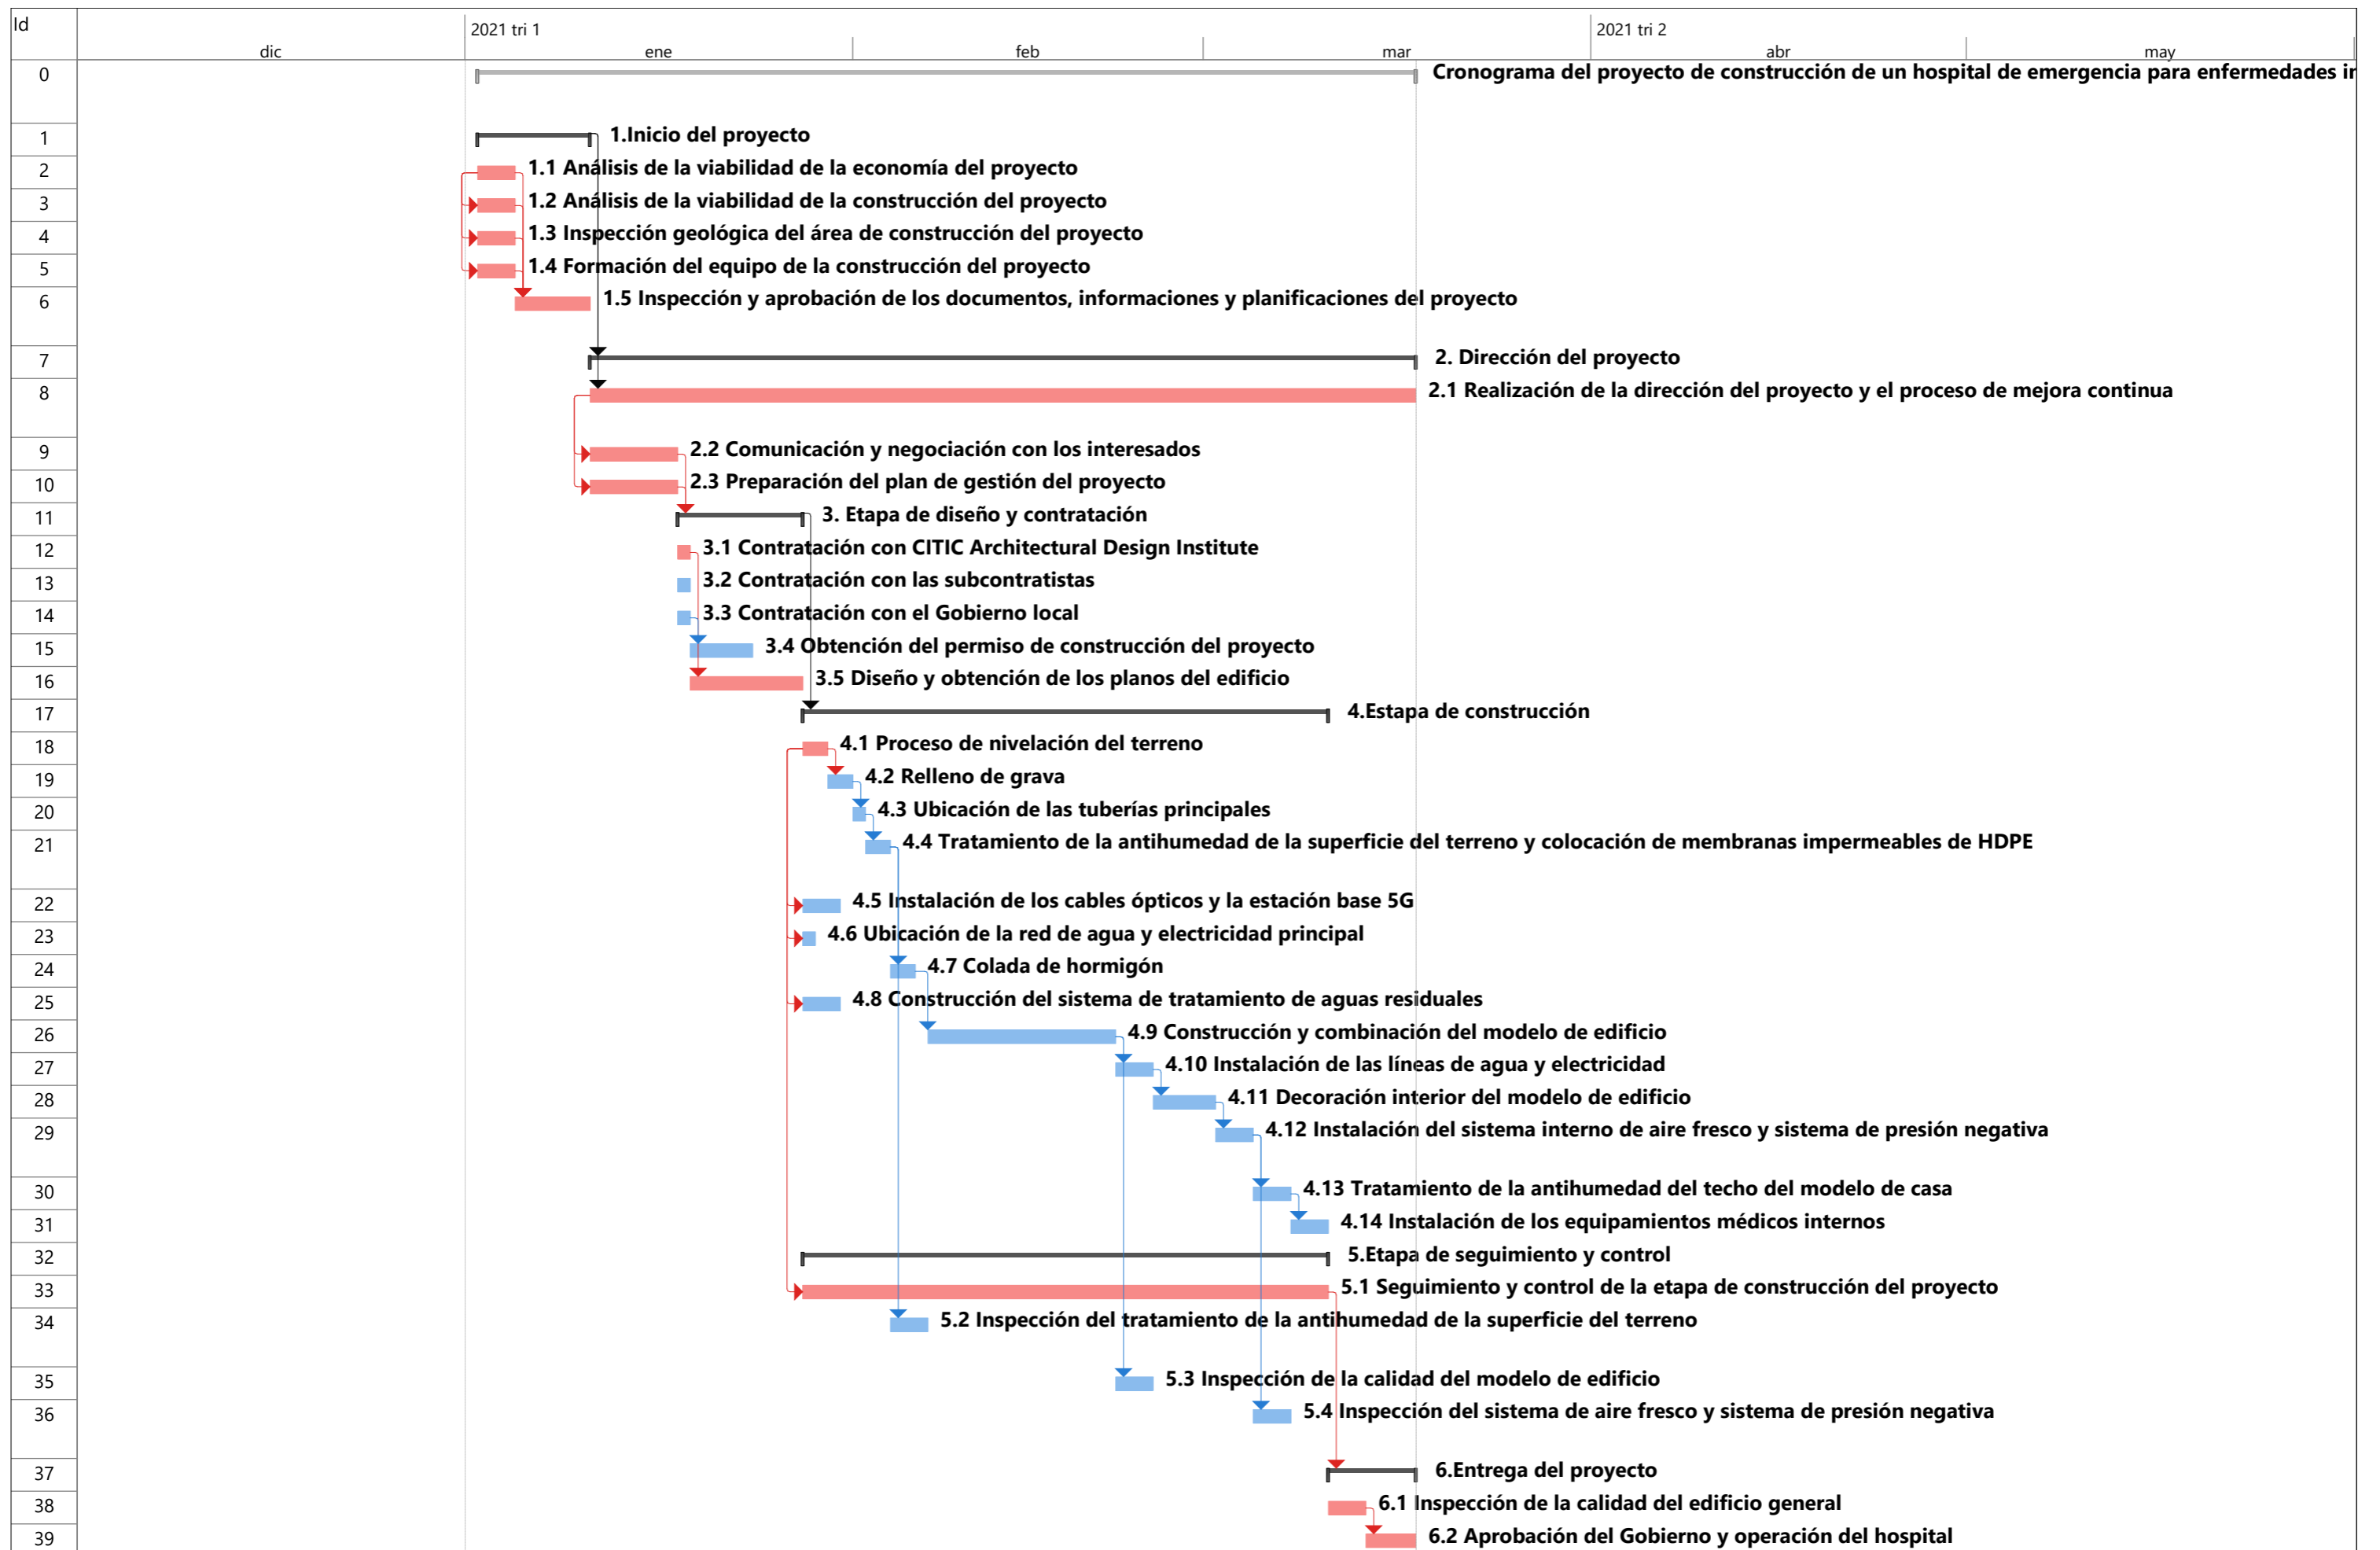 Id
2021 tri 1
2021 tri 2
dic
ene
feb
mar
abr
may
0
Cronograma del proyecto de construcción de un hospital de emergencia para enfermedades
1
1.Inicio del proyecto
2
1.1 Análisis de la viabilidad de la economía del proyecto
3
1.2 Análisis de la viabilidad de la construcción del proyecto
4
1.3 Inspección geológica del área de construcción del proyecto
5
1.4 Formación del equipo de la construcción del proyecto
6
1.5 Inspección y aprobación de los documentos, informaciones y planificaciones del proyecto
7
2. Dirección del proyecto
8
2.1 Realización de la dirección del proyecto y el proceso de mejora continua
9
2.2 Comunicación y negociación con los interesados
10
2.3 Preparación del plan de gestión del proyecto
11
3. Etapa de diseño y contratación
12
3.1 Contratación con CITIC Architectural Design Institute
13
3.2 Contratación con las subcontratistas
14
3.3 Contratación con el Gobierno local
15
3.4 Obtención del permiso de construcción del proyecto
16
3.5 Diseño y obtención de los planos del edificio
17
4.Estapa de construcción
18
4.1 Proceso de nivelación del terreno
19
4.2 Relleno de grava
20
4.3 Ubicación de las tuberías principales
21
4.4 Tratamiento de la antihumedad de la superficie del terreno y colocación de membranas impermeables de HDPE
22
4.5 Instalación de los cables ópticos y la estación base 5G
23
4.6 Ubicación de la red de agua y electricidad principal
24
4.7 Colada de hormigón
25
4.8 Construcción del sistema de tratamiento de aguas residuales
26
4.9 Construcción y combinación del modelo de edificio
27
4.10 Instalación de las líneas de agua y electricidad
28
4.11 Decoración interior del modelo de edificio
29
4.12 Instalación del sistema interno de aire fresco y sistema de presión negativa
30
4.13 Tratamiento de la antihumedad del techo del modelo de casa
31
4.14 Instalación de los equipamientos médicos internos
32
5.Etapa de seguimiento y control
33
5.1 Seguimiento y control de la etapa de construcción del proyecto
34
5.2 Inspección del tratamiento de la antihumedad de la superficie del terreno
35
5.3 Inspección de la calidad del modelo de edificio
36
5.4 Inspección del sistema de aire fresco y sistema de presión negativa
37
6.Entrega del proyecto
38
6.1 Inspección de la calidad del edificio general
39
6.2 Aprobación del Gobierno y operación del hospital